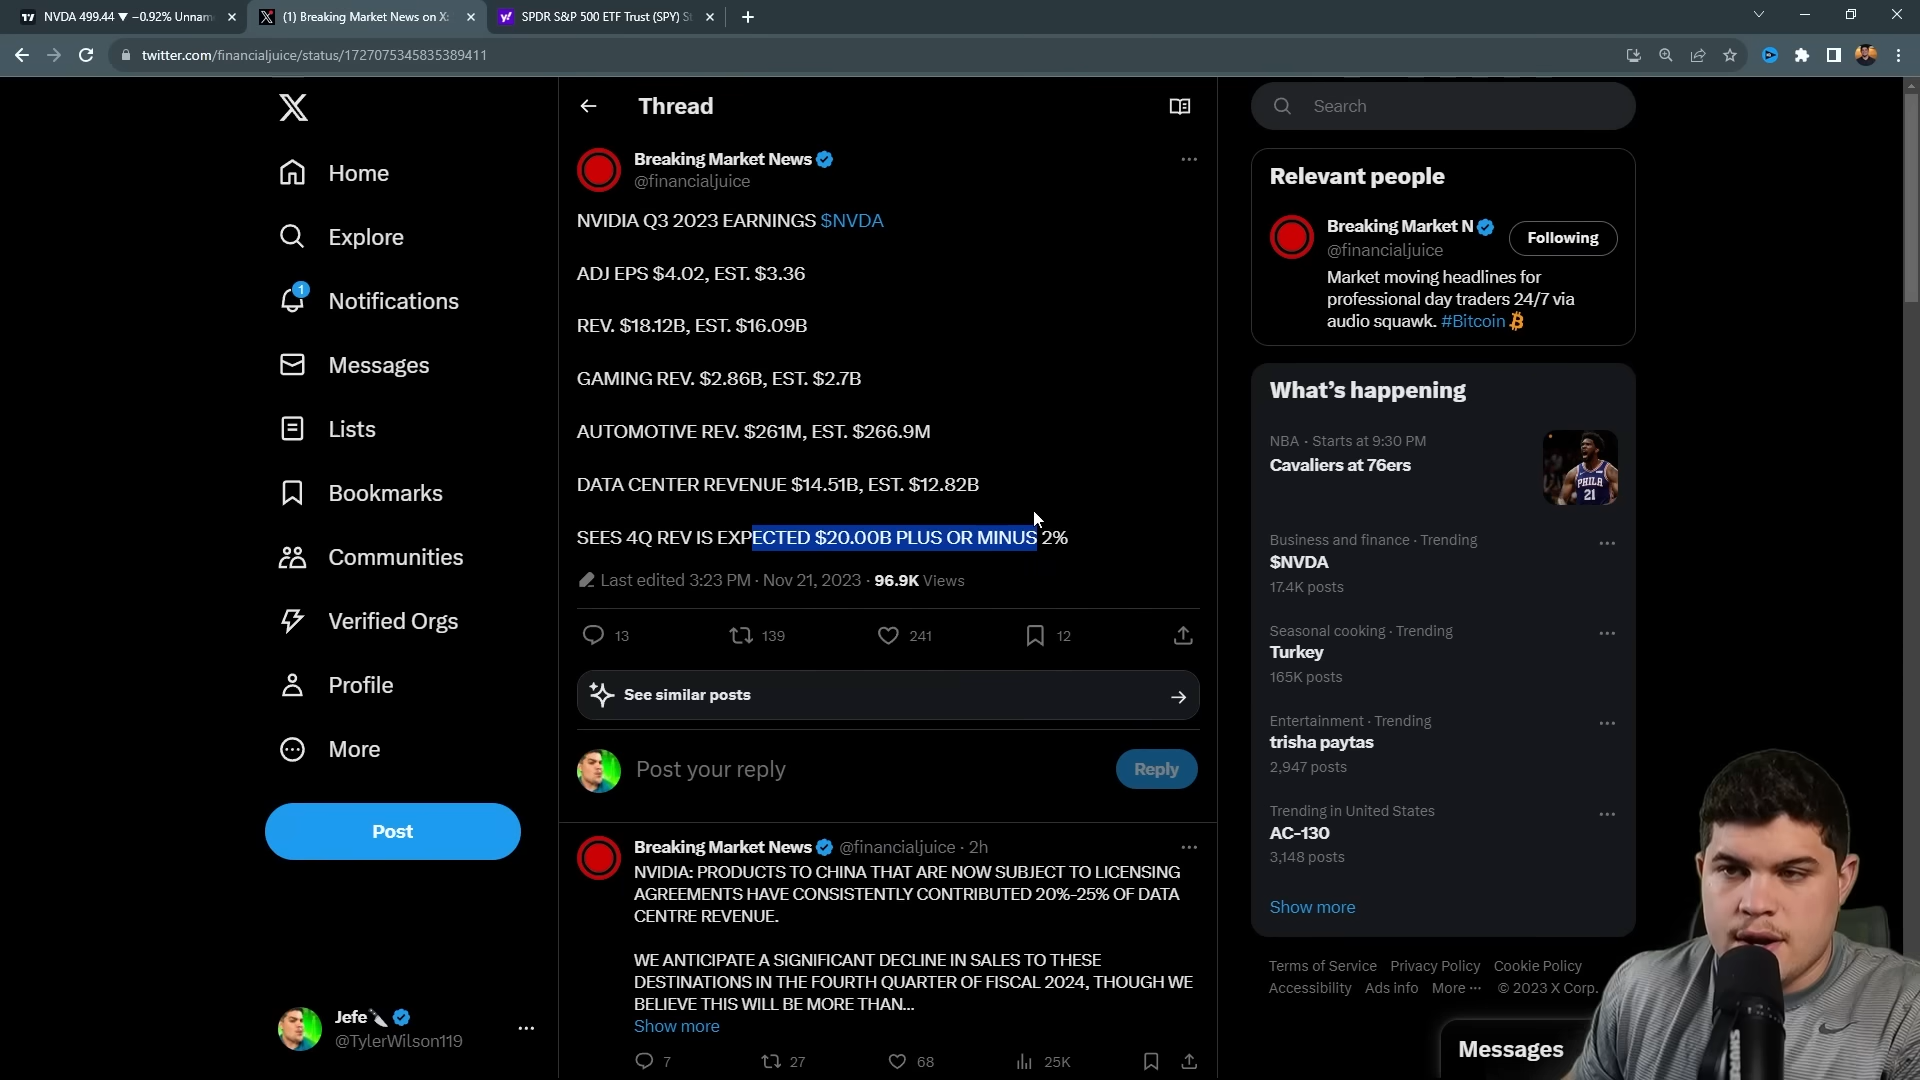 NVDA 499.44 ▼ −0.92% Unnam
(1) Breaking Market News on X:
SPDR S&P 500 ETF Trust (SPY) St
twitter.com/financialjuice/status/1727075345835389411
Home
Explore
1
Notifications
Messages
Lists
Bookmarks
Communities
Verified Orgs
Profile
More
Post
Jefe
@TylerWilson119
Thread
Breaking Market News
@financialjuice
NVIDIA Q3 2023 EARNINGS $NVDA
ADJ EPS $4.02, EST. $3.36
REV. $18.12B, EST. $16.09B
GAMING REV. $2.86B, EST. $2.7B
AUTOMOTIVE REV. $261M, EST. $266.9M
DATA CENTER REVENUE $14.51B, EST. $12.82B
SEES 4Q REV IS EXPECTED $20.00B PLUS OR MINUS 2%
Last edited 3:23 PM · Nov 21, 2023 · 96.9K Views
13 139 241 12
See similar posts
Post your reply
Reply
Breaking Market News @financialjuice · 2h
NVIDIA: PRODUCTS TO CHINA THAT ARE NOW SUBJECT TO LICENSING
AGREEMENTS HAVE CONSISTENTLY CONTRIBUTED 20%-25% OF DATA
CENTRE REVENUE.
WE ANTICIPATE A SIGNIFICANT DECLINE IN SALES TO THESE
DESTINATIONS IN THE FOURTH QUARTER OF FISCAL 2024, THOUGH WE
BELIEVE THIS WILL BE MORE THAN...
Show more
7 27 68 25K
Search
Relevant people
Breaking Market N
@financialjuice
Following
Market moving headlines for
professional day traders 24/7 via
audio squawk. #Bitcoin
What's happening
NBA · Starts at 9:30 PM
Cavaliers at 76ers
PHILA
21
Business and finance · Trending
$NVDA
17.4K posts
Seasonal cooking · Trending
Turkey
165K posts
Entertainment · Trending
trisha paytas
2,947 posts
Trending in United States
AC-130
3,148 posts
Show more
Terms of Service Privacy Policy Cookie Policy
Accessibility Ads info More ··· © 2023 X Corp.
Messages